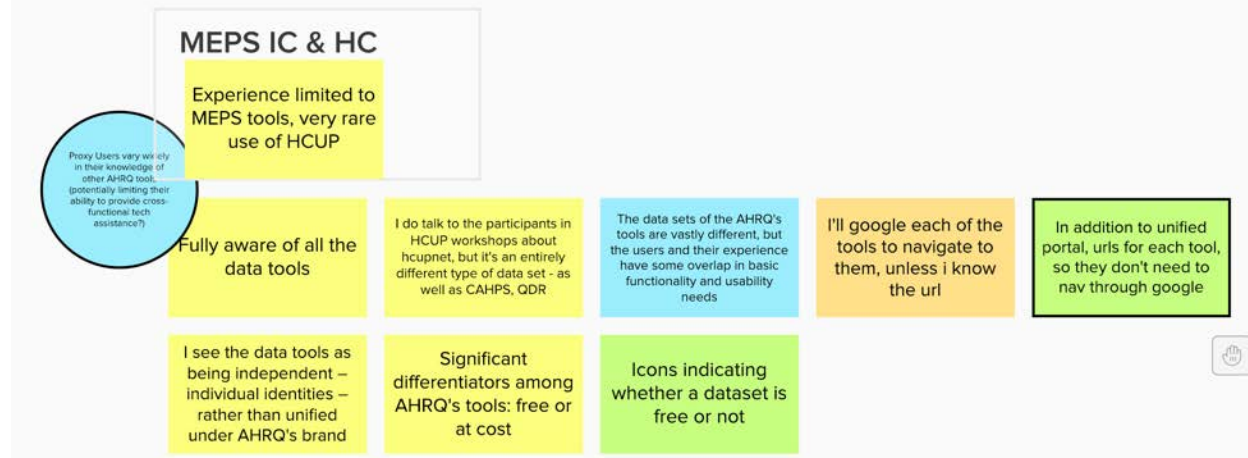 MEPS IC & HC
Experience limited to
MEPS tools, very rare
use of HCUP
Proxy Users vary widely
in their knowledge of
other AHRQ tools
(potentially limiting their
ability to provide cross-
functional tech
assistance?)
Fully aware of all the
data tools
I do talk to the participants in
HCUP workshops about
hcupnet, but it's an entirely
different type of data set - as
well as CAHPS, QDR
The data sets of the AHRQ's
tools are vastly different, but
the users and their experience
have some overlap in basic
functionality and usability
needs
I'll google each of the
tools to navigate to
them, unless i know
the url
In addition to unified
portal, urls for each tool,
so they don't need to
nav through google
I see the data tools as
being independent –
individual identities –
rather than unified
under AHRQ's brand
Significant
differentiators among
AHRQ's tools: free or
at cost
Icons indicating
whether a dataset is
free or not